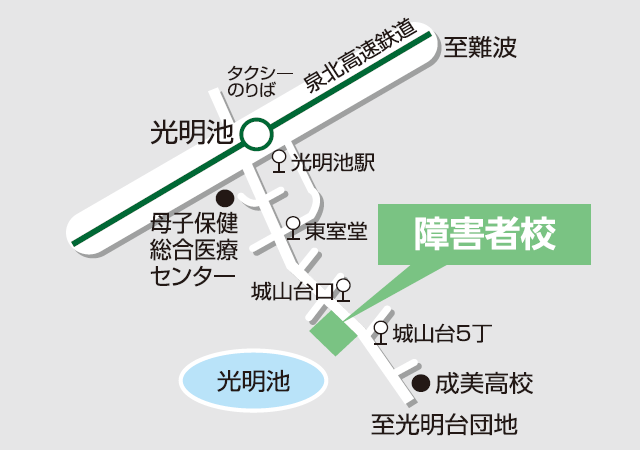 泉北高速鉄道
至難波
タクシー
のりば
光明池
光明池駅
母子保健
総合医療
センター
東室堂
障害者校
城山台口
城山台5丁
光明池
成美高校
至光明台団地